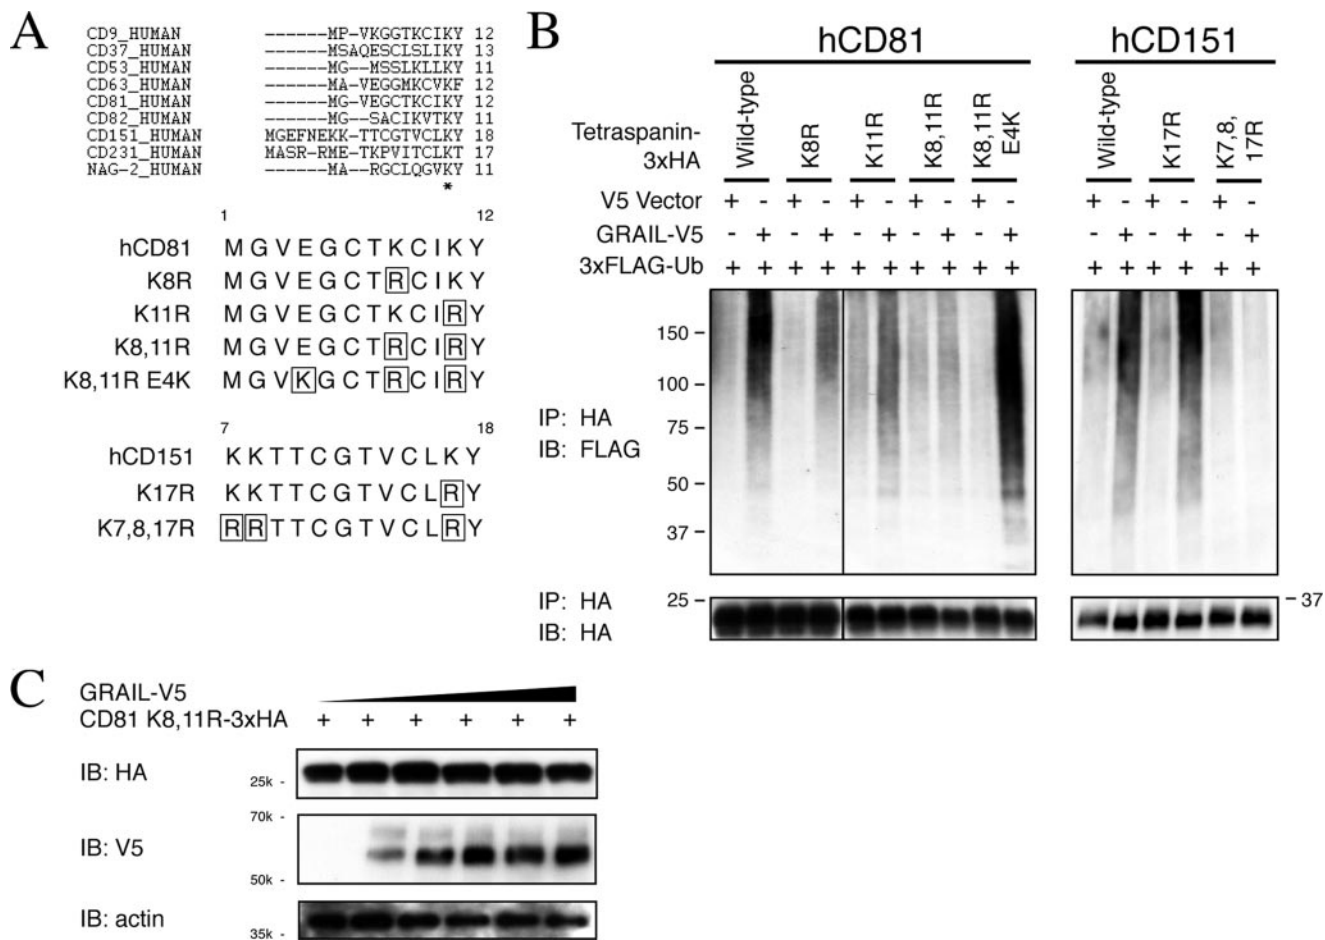 A
CD9_HUMAN ------MP-VKGGTKCIKY 12
CD37_HUMAN ------MSAQESCLSLIKY 13
CD53_HUMAN ------MG--MSSLKLLKY 11
CD63_HUMAN ------MA-VEGGMKCVKF 12
CD81_HUMAN ------MG--VEGCTKCIKY 12
CD82_HUMAN ------MG--SACIKVTKY 11
CD151_HUMAN MGEFNEKK-TTCGTVCLKY 18
CD231_HUMAN MASR-RME-TKPVITCLKT 17
NAG-2_HUMAN ------MA--RGCLQGVKY 11
*
1 12
hCD81 M G V E G C T K C I K Y
K8R M G V E G C T R C I K Y
K11R M G V E G C T K C I R Y
K8,11R M G V E G C T R C I R Y
K8,11R E4K M G V K G C T R C I R Y
7 18
hCD151 K K T T C G T V C L K Y
K17R K K T T C G T V C L R Y
K7,8,17R R R T T C G T V C L R Y
B
hCD81 hCD151
Tetraspanin-3xHA
Wild-type
K8R
K11R
K8,11R
K8,11R E4K
Wild-type
K17R
K7,8, 17R
V5 Vector + - + - + - + - + - + - + - + -
GRAIL-V5 - + - + - + - + - + - + - + - +
3xFLAG-Ub + + + + + + + + + + + + + + + +
150
100
75
50
37
IP: HA
IB: FLAG
25 37
IP: HA
IB: HA
C
GRAIL-V5
CD81 K8,11R-3xHA + + + + + +
IB: HA 25k -
70k -
IB: V5
50k -
IB: actin
35k -